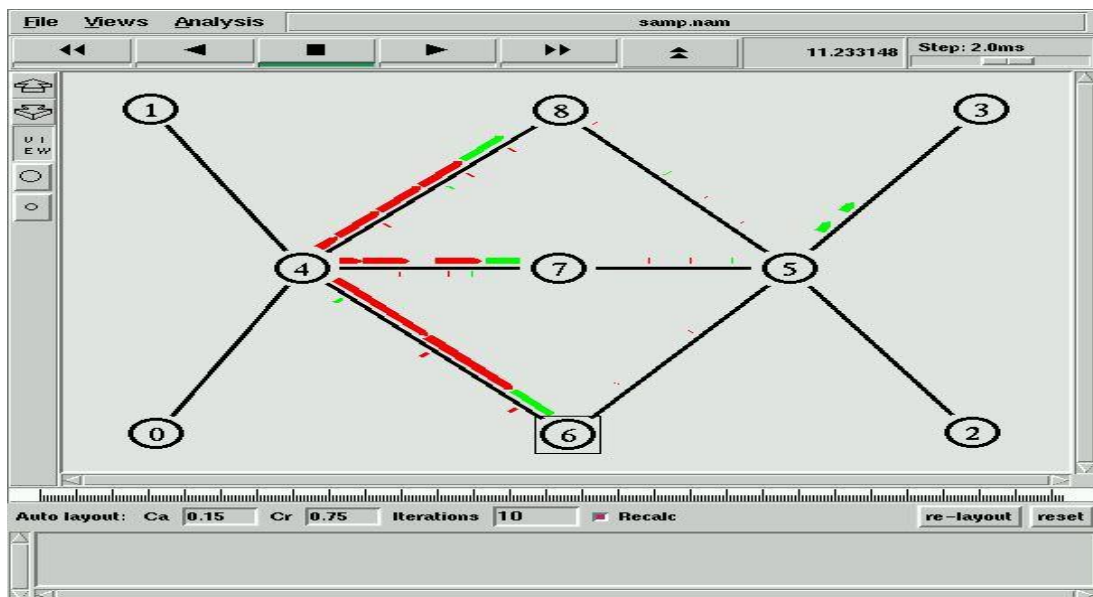 File Views Analysis samp.nam
11.233148 Step: 2.0ms
V I
E W
1 8 3
4 7 5
0 6 2
Auto layout: Ca 0.15 Cr 0.75 Iterations 10 Recalc re-layout reset